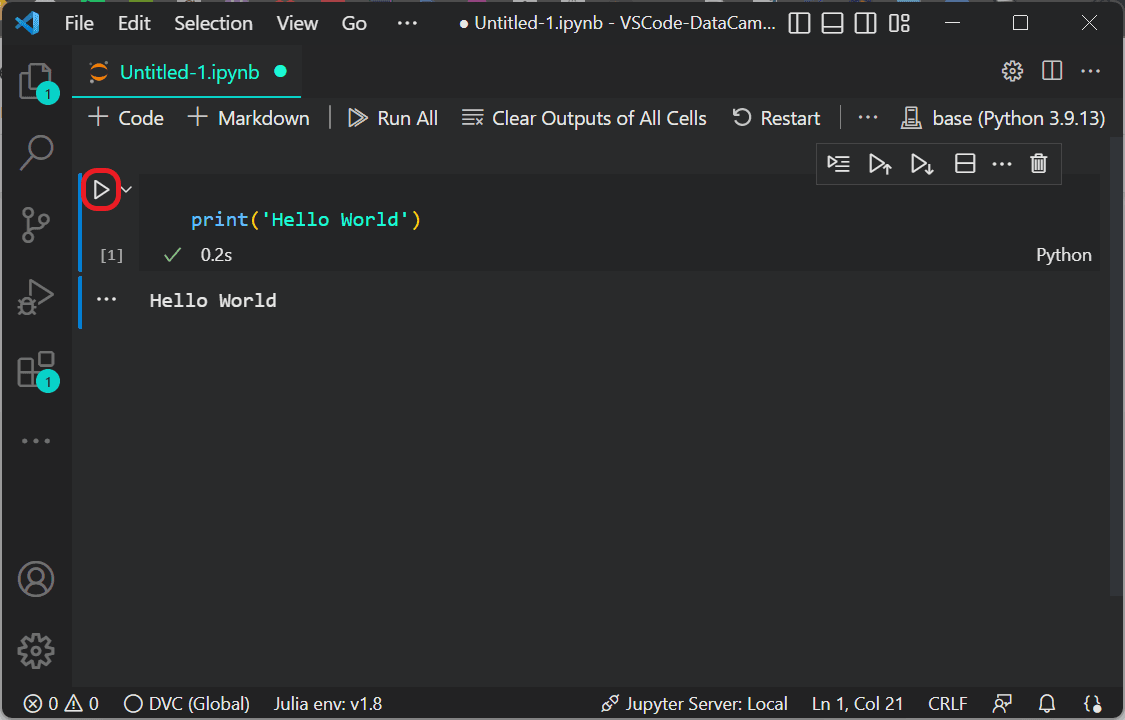 File Edit Selection View Go ··· ● Untitled-1.ipynb - VSCode-DataCam...
1
Untitled-1.ipynb ●
+ Code + Markdown Run All Clear Outputs of All Cells Restart ··· base (Python 3.9.13)
print('Hello World')
[1] ✓ 0.2s Python
··· Hello World
1
0 0 DVC (Global) Julia env: v1.8 Jupyter Server: Local Ln 1, Col 21 CRLF